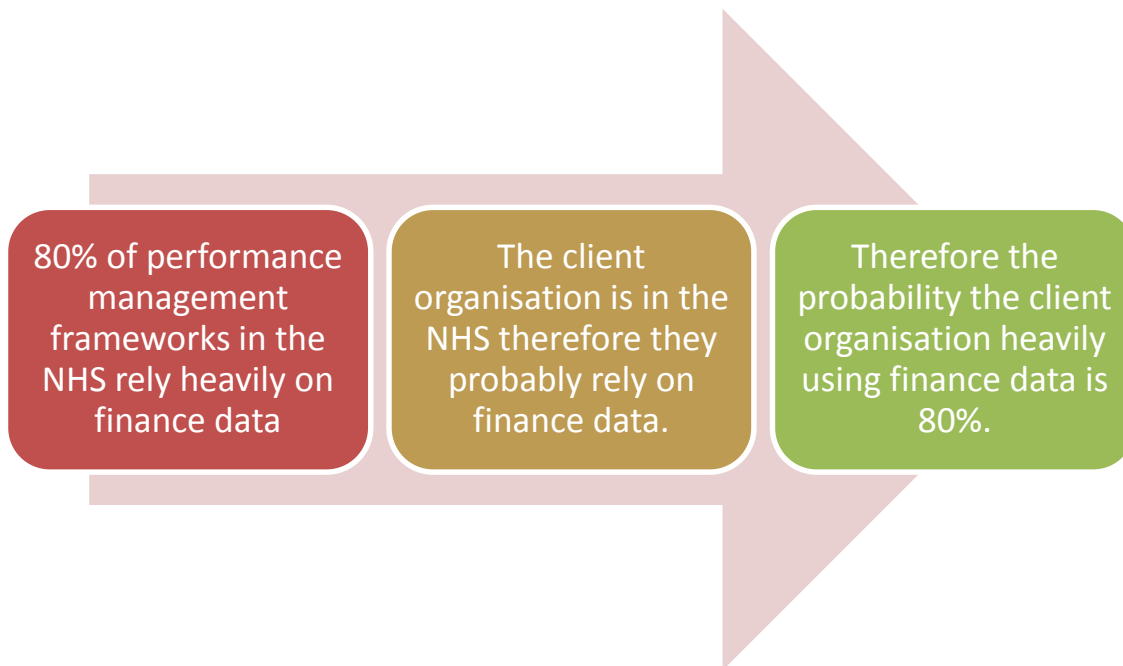 80% of performance
management
frameworks in the
NHS rely heavily on
finance data
The client
organisation is in the
NHS therefore they
probably rely on
finance data.
Therefore the
probability the client
organisation heavily
using finance data is
80%.